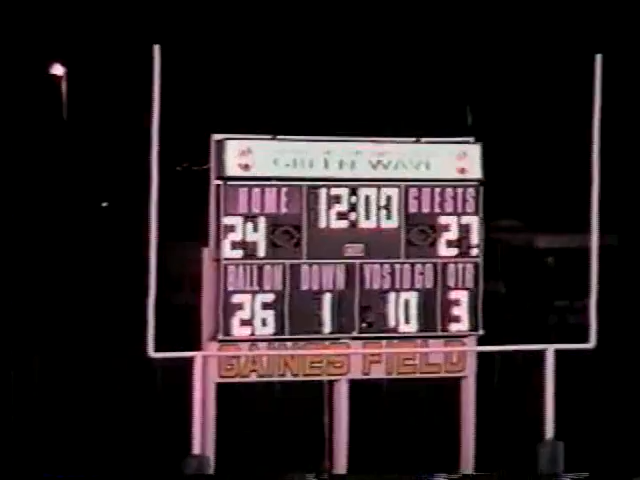 GREEN WAVE
HOME 12:00 GUESTS
24 27
BALL ON DOWN YDS TO GO QTR
26 1 10 3
GAINES FIELD